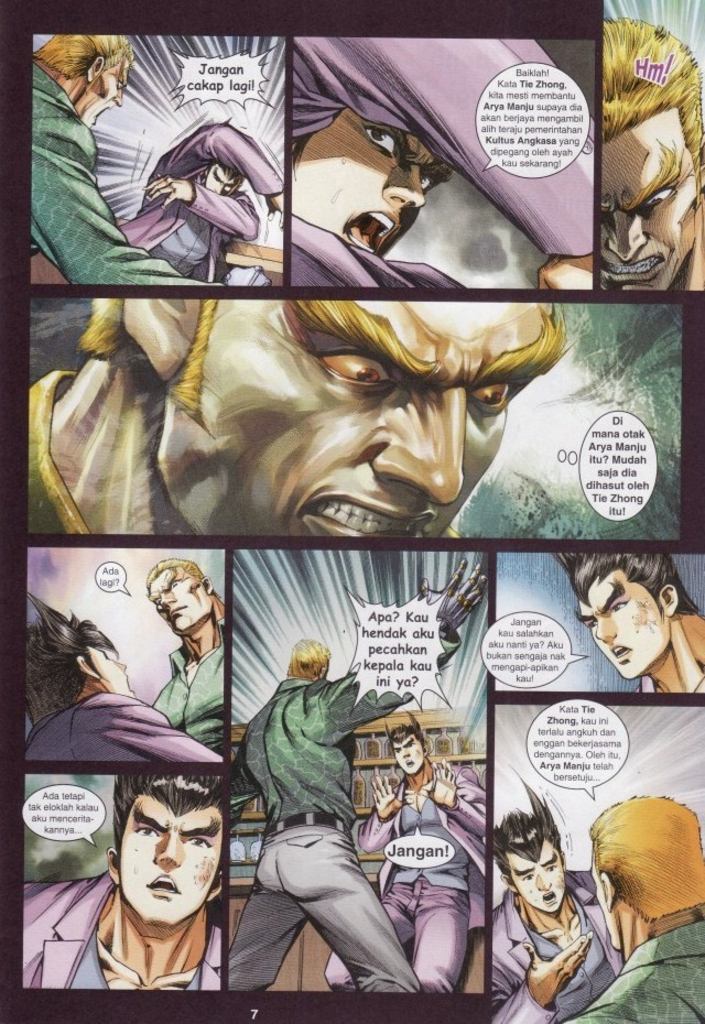 Jangan
cakap lagi!
Baiklah!
Kata Tie Zhong,
kita mesti membantu
Arya Manju supaya dia
akan berjaya mengambil
alih teraju pemerintahan
Kultus Angkasa yang
dipegang oleh ayah
kau sekarang!
Hm!
Di
mana otak
Arya Manju
itu? Mudah
saja dia
dihasut oleh
Tie Zhong
itu!
Ada
lagi?
Ada tetapi
tak eloklah kalau
aku mencerita-
kannya...
Apa? Kau
hendak aku
pecahkan
kepala kau
ini ya?
Jangan!
Jangan
kau salahkan
aku nanti ya? Aku
bukan sengaja nak
mengapi-apikan
kau!
Kata Tie
Zhong, kau ini
terlalu angkuh dan
enggan bekerjasama
dengannya. Oleh itu,
Arya Manju telah
bersetuju...
7